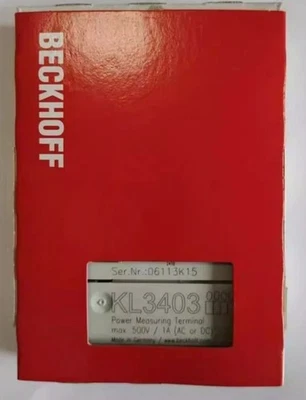 BECKHOFF
Ser.Nr.:06113K15
KL3403
Power Measuring Terminal
max. 500V / 1A (AC or DC)
Made in Germany / www.beckhoff.com